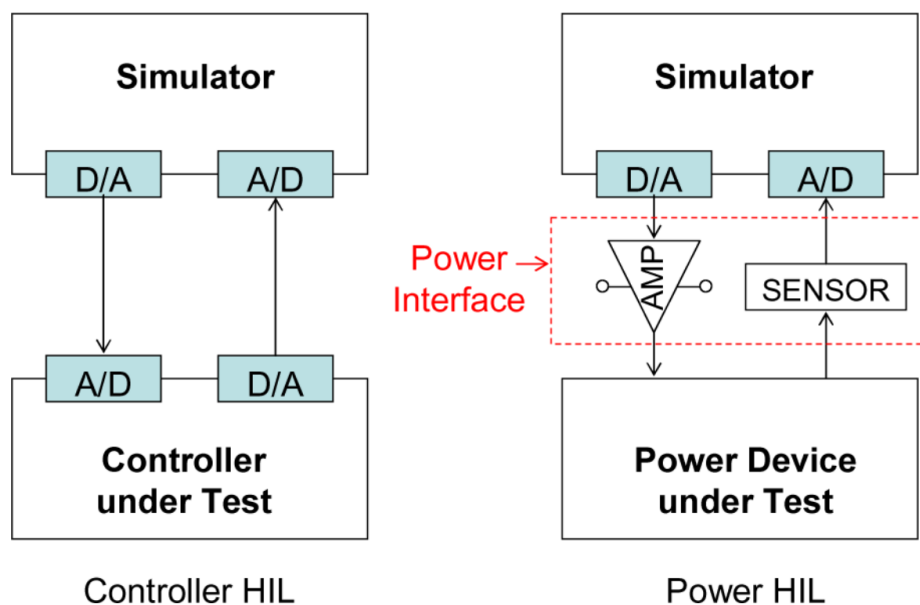 Simulator
D/A
A/D
A/D
D/A
Controller
under Test
Controller HIL
Simulator
D/A
A/D
Power
Interface
AMP
SENSOR
Power Device
under Test
Power HIL